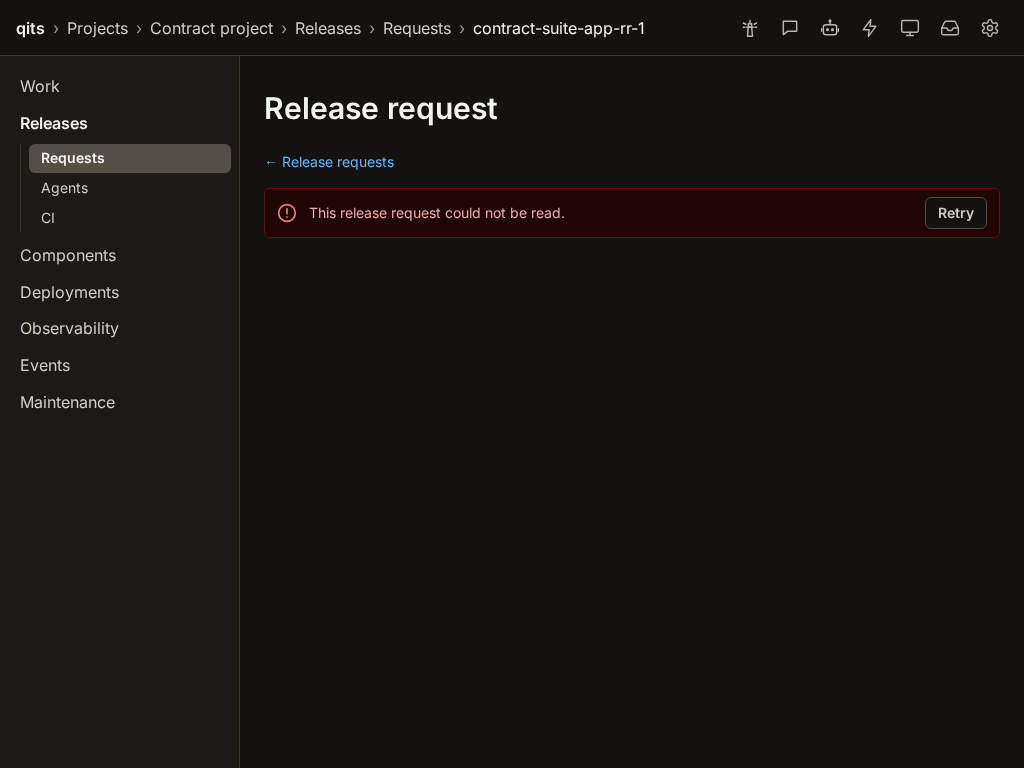 qits › Projects › Contract project › Releases › Requests › contract-suite-app-rr-1
Work
Releases
Requests
Agents
CI
Components
Deployments
Observability
Events
Maintenance
Release request
← Release requests
This release request could not be read.
Retry